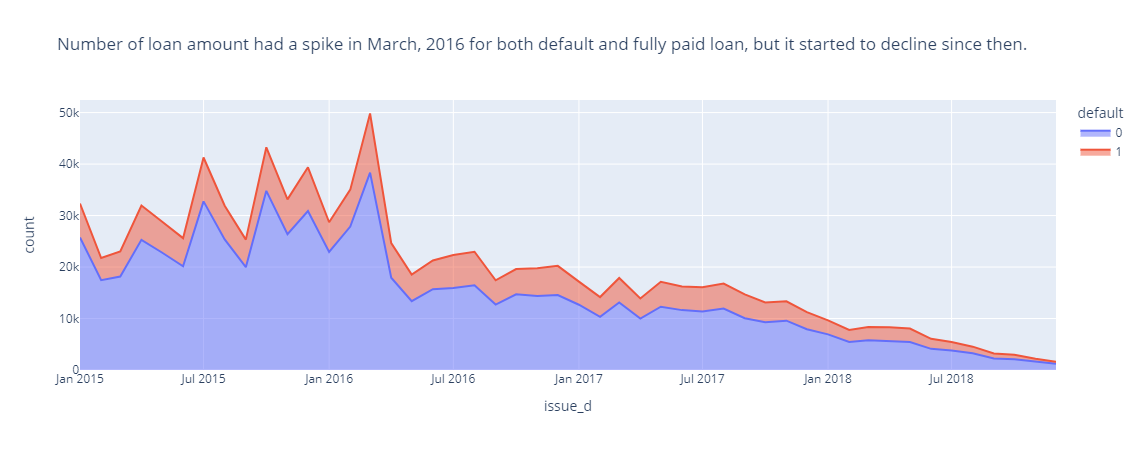 Number of loan amount had a spike in March, 2016 for both default and fully paid loan, but it started to decline since then.
50k
40k
30k
20k
10k
0
count
Jan 2015
Jul 2015
Jan 2016
Jul 2016
Jan 2017
Jul 2017
Jan 2018
Jul 2018
issue_d
default
0
1